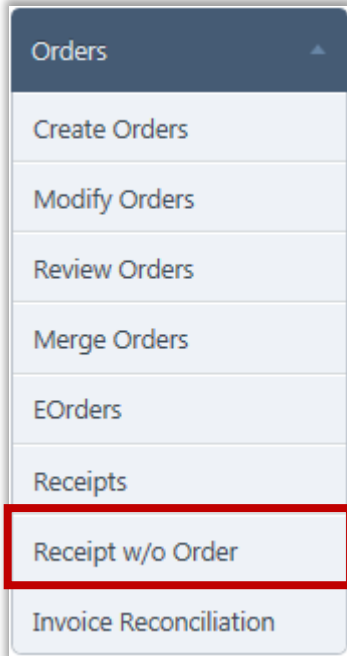 Orders
Create Orders
Modify Orders
Review Orders
Merge Orders
EOrders
Receipts
Receipt w/o Order
Invoice Reconciliation